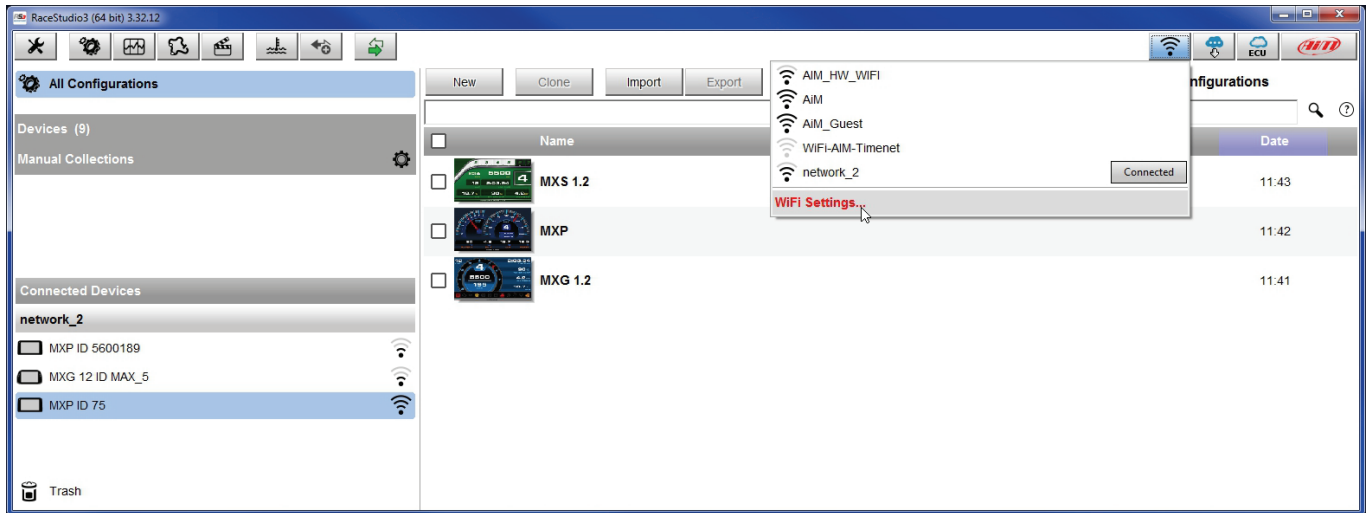 RaceStudio3 (64 bit) 3.32.12
ECU
AiM
All Configurations
New Clone Import Export
nfigurations
AIM_HW_WIFI
AiM
AiM_Guest
WiFi-AIM-Timenet
network_2 Connected
WiFi Settings...
Devices (9)
Manual Collections
Name Date
MXS 1.2 11:43
MXP 11:42
MXG 1.2 11:41
Connected Devices
network_2
MXP ID 5600189
MXG 12 ID MAX_5
MXP ID 75
Trash